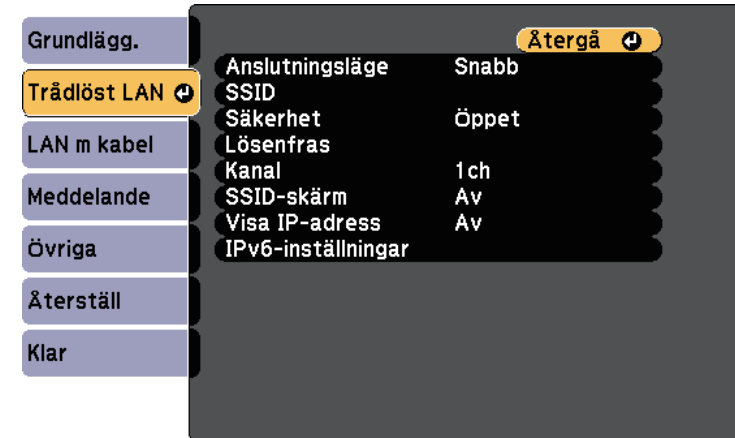 Grundlägg.
Trådlöst LAN
LAN m kabel
Meddelande
Övriga
Återställ
Klar
Återgå
Anslutningsläge Snabb
SSID
Säkerhet Öppet
Lösenfras
Kanal 1ch
SSID-skärm Av
Visa IP-adress Av
IPv6-inställningar